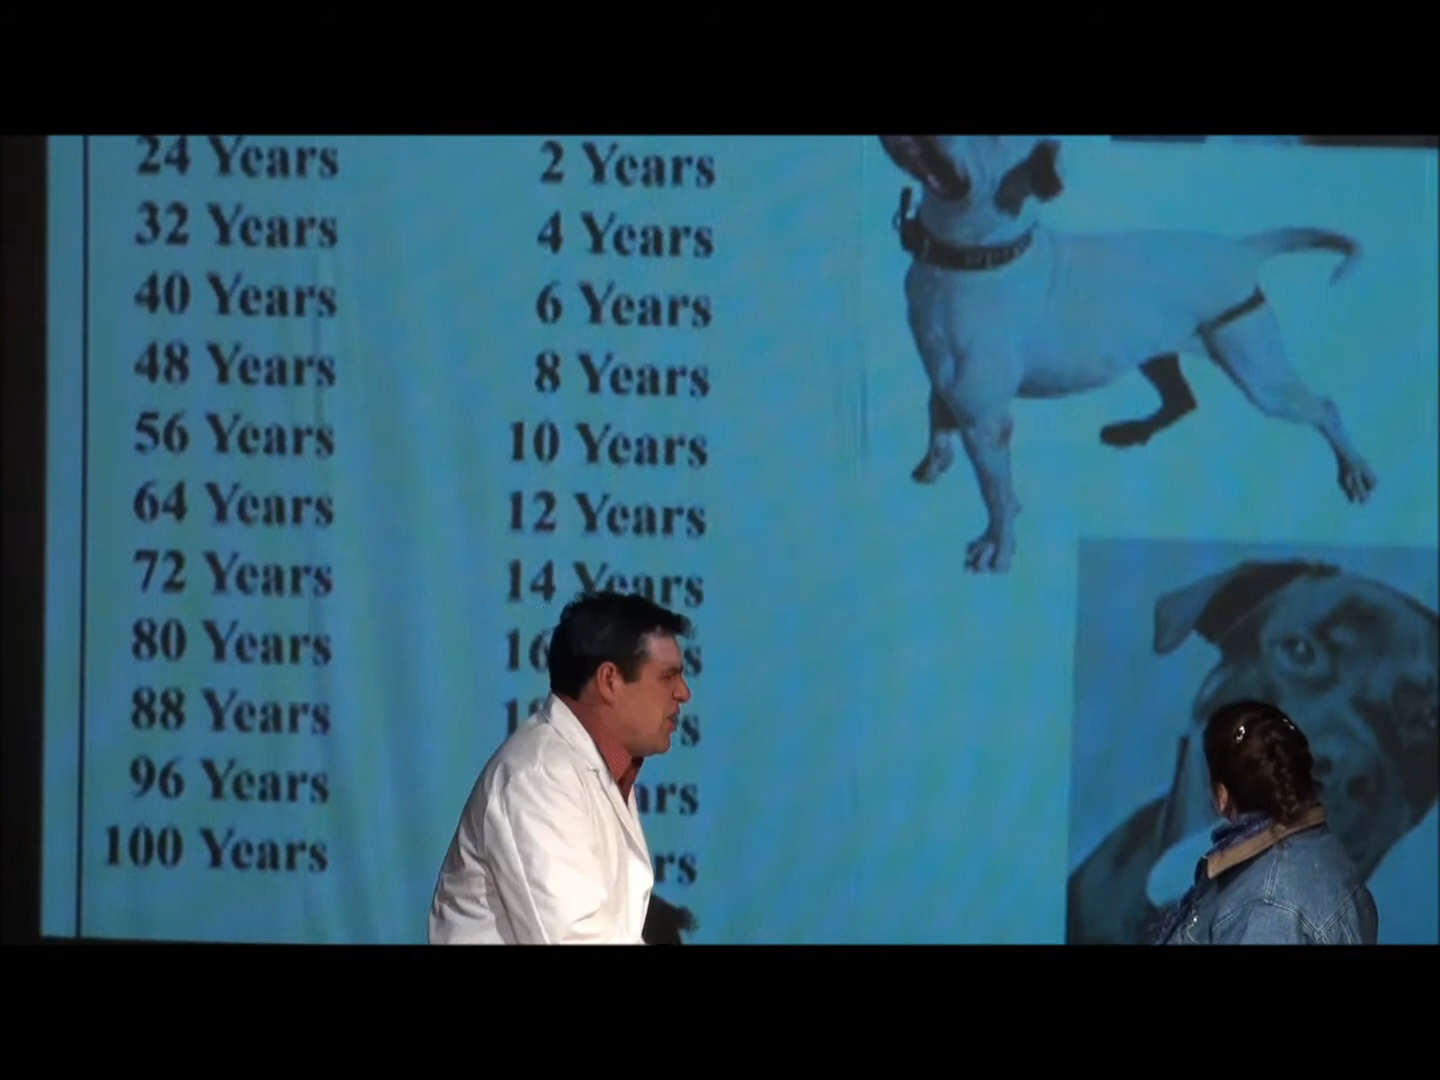 24 Years 2 Years
32 Years 4 Years
40 Years 6 Years
48 Years 8 Years
56 Years 10 Years
64 Years 12 Years
72 Years 14 Years
80 Years
88 Years
96 Years
100 Years